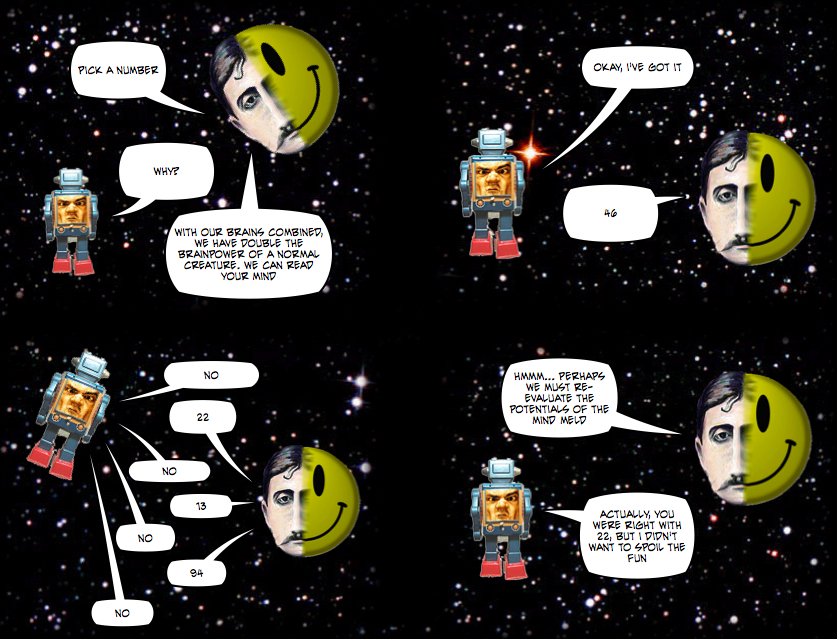 PICK A NUMBER
WHY?
WITH OUR BRAINS COMBINED,
WE HAVE DOUBLE THE
BRAINPOWER OF A NORMAL
CREATURE. WE CAN READ
YOUR MIND
OKAY, I'VE GOT IT
46
NO
22
NO
13
NO
94
NO
HMMM... PERHAPS
WE MUST RE-
EVALUATE THE
POTENTIALS OF THE
MIND MELD
ACTUALLY, YOU
WERE RIGHT WITH
22, BUT I DIDN'T
WANT TO SPOIL THE
FUN